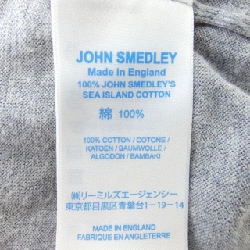 JOHN SMEDLEY
Made In England
100% JOHN SMEDLEY'S
SEA ISLAND COTTON
綿 100%
100% COTTON / COTONE /
KATOEN / BAUMWOLLE /
ALGODON / BAMBAKI
㈱リーミルズエージェンシー
東京都目黒区青葉台1-19-14
MADE IN ENGLAND
FABRIQUE EN ANGLETERRE